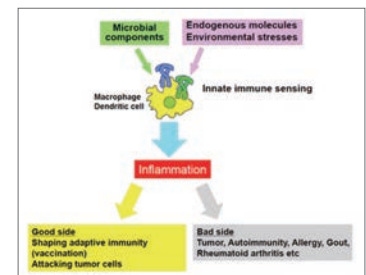 Microbial
components
Endogenous molecules
Environmental stresses
Macrophage
Dendritic cell
Innate immune sensing
Inflammation
Good side
Shaping adaptive immunity
(vaccination)
Attacking tumor cells
Bad side
Tumor, Autoimmunity, Allergy, Gout,
Rheumatoid arthritis etc